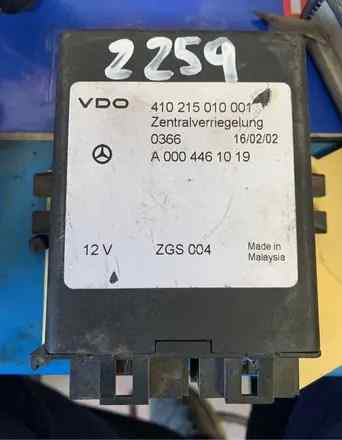 2259
VDO 410 215 010 001
Zentralverriegelung
0366 16/02/02
A 000 446 10 19
12 V ZGS 004 Made in
Malaysia